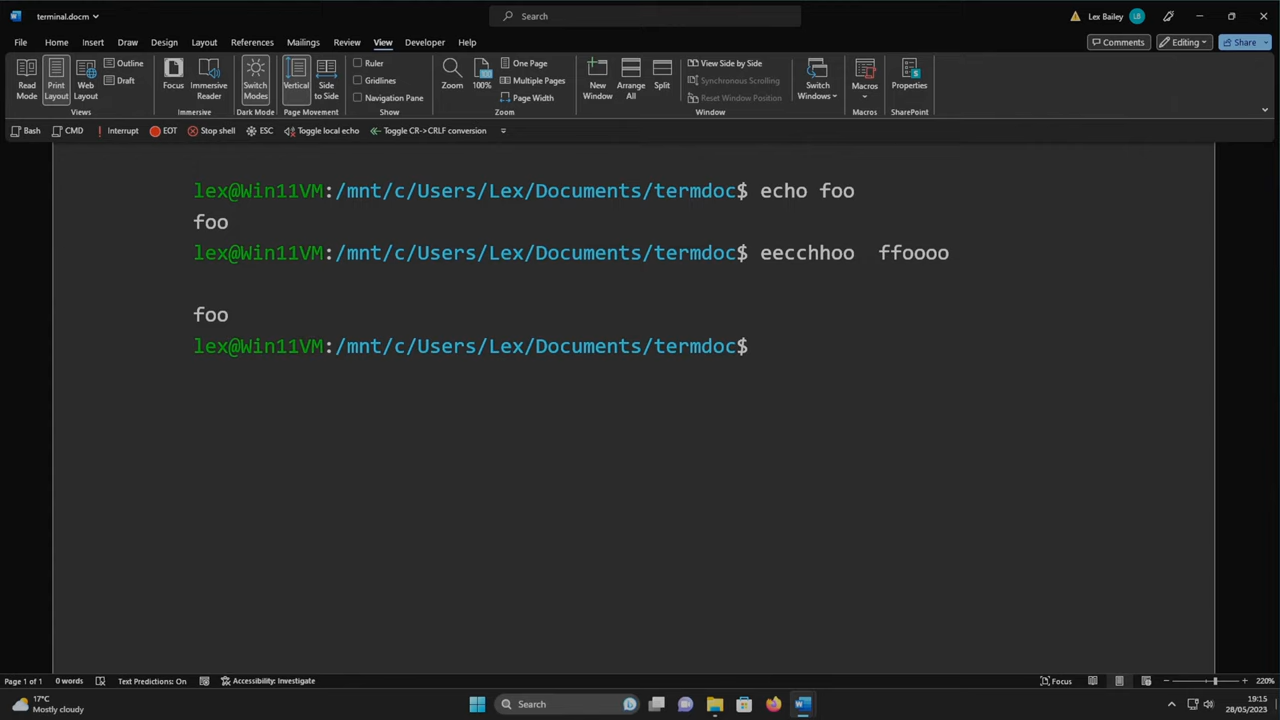 terminal.docm
Search
Lex Bailey
LB
File Home Insert Draw Design Layout References Mailings Review View Developer Help
Comments Editing Share
Read Mode
Print Layout
Web Layout
Outline
Draft
Views
Focus
Immersive Reader
Immersive
Switch Modes
Dark Mode
Vertical
Side to Side
Page Movement
Ruler
Gridlines
Navigation Pane
Show
Zoom
100
100%
One Page
Multiple Pages
Page Width
Zoom
New Window
Arrange All
Split
View Side by Side
Synchronous Scrolling
Reset Window Position
Switch Windows
Window
Macros
Macros
Properties
SharePoint
Bash CMD Interrupt EOT Stop shell ESC Toggle local echo Toggle CR->CRLF conversion
lex@Win11VM:/mnt/c/Users/Lex/Documents/termdoc$ echo foo
foo
lex@Win11VM:/mnt/c/Users/Lex/Documents/termdoc$ eecchhoo  ffoooo
foo
lex@Win11VM:/mnt/c/Users/Lex/Documents/termdoc$
Page 1 of 1 0 words Text Predictions: On Accessibility: Investigate Focus 220%
17°C
Mostly cloudy
Search
19:15
28/05/2023